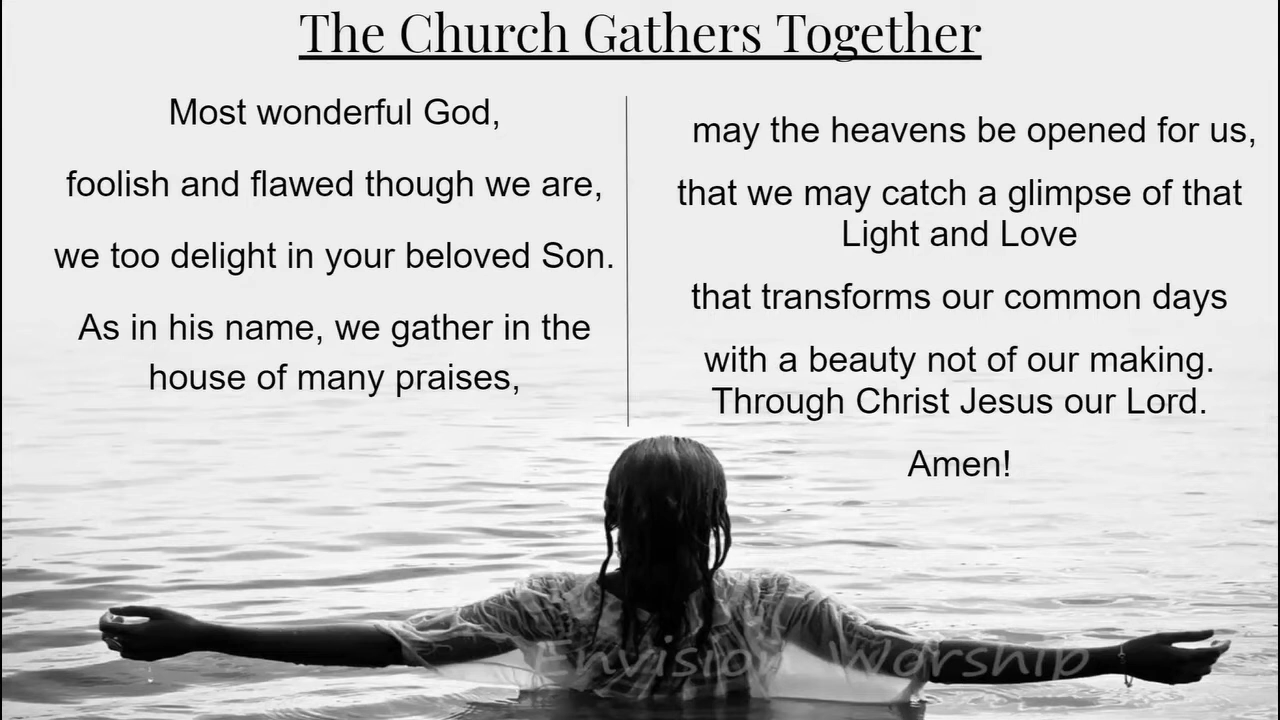 The Church Gathers Together
Most wonderful God,
foolish and flawed though we are,
we too delight in your beloved Son.
As in his name, we gather in the
house of many praises,
may the heavens be opened for us,
that we may catch a glimpse of that
Light and Love
that transforms our common days
with a beauty not of our making.
Through Christ Jesus our Lord.
Amen!
Envision Worship